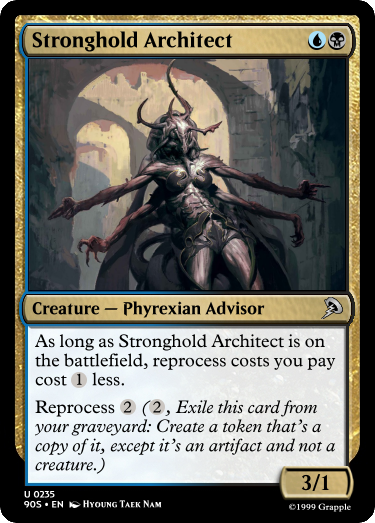 Stronghold Architect
Creature — Phyrexian Advisor
As long as Stronghold Architect is on
the battlefield, reprocess costs you pay
cost 1 less.
Reprocess 2 (2, Exile this card from
your graveyard: Create a token that's a
copy of it, except it's an artifact and not a
creature.)
3/1
U 0235
90S • EN Hyoung Taek Nam
©1999 Grapple